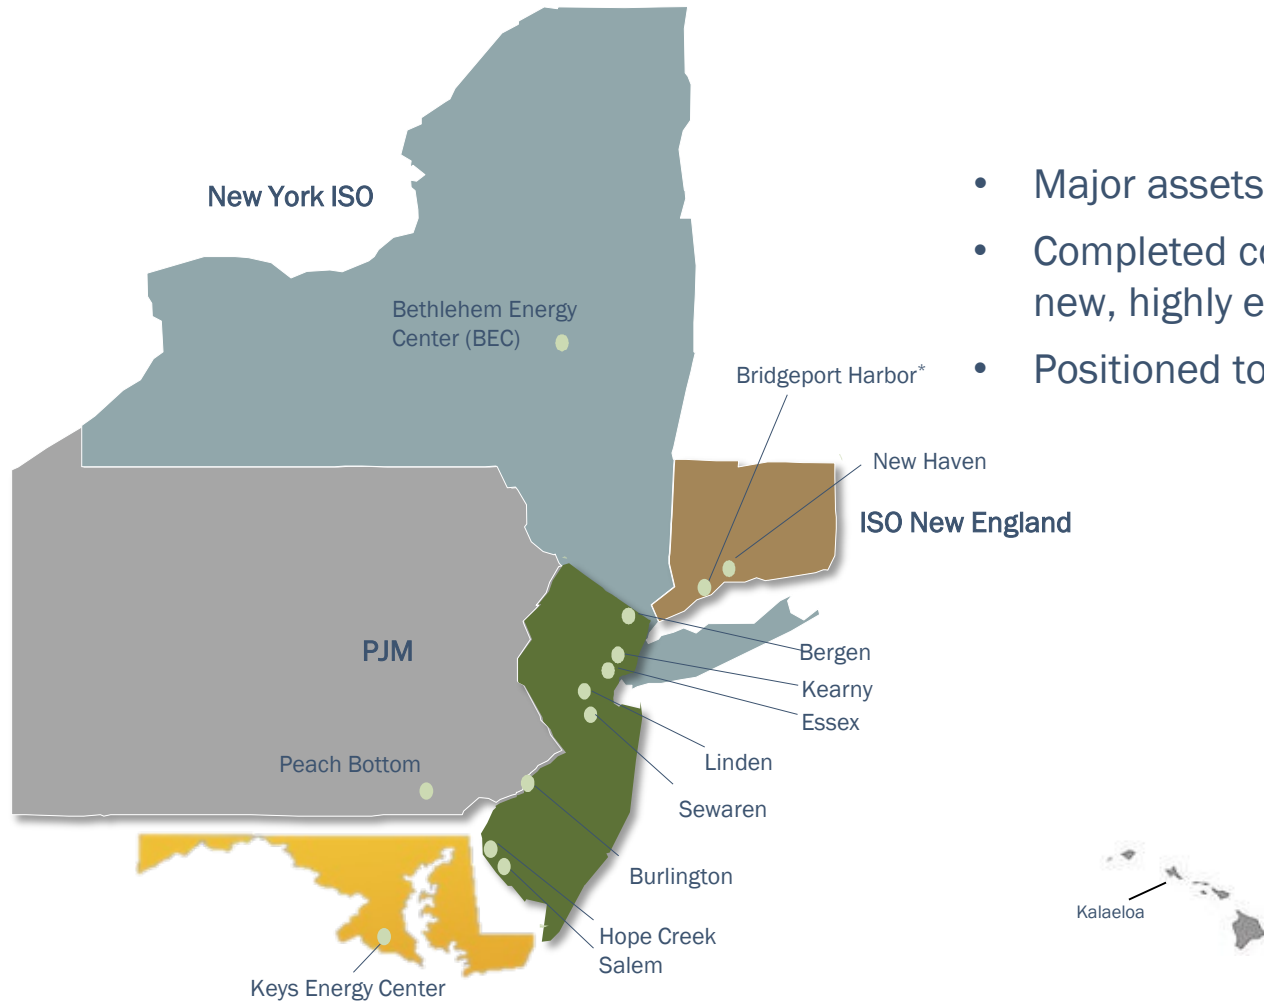 New York ISO
Bethlehem Energy
Center (BEC)
• Major assets
• Completed
new, highly
• Positioned to
Bridgeport Harbor*
New Haven
ISO New England
PJM
Bergen
Kearny
Essex
Linden
Peach Bottom
Sewaren
Burlington
Kalaeloa
Hope Creek
Salem
Keys Energy Center